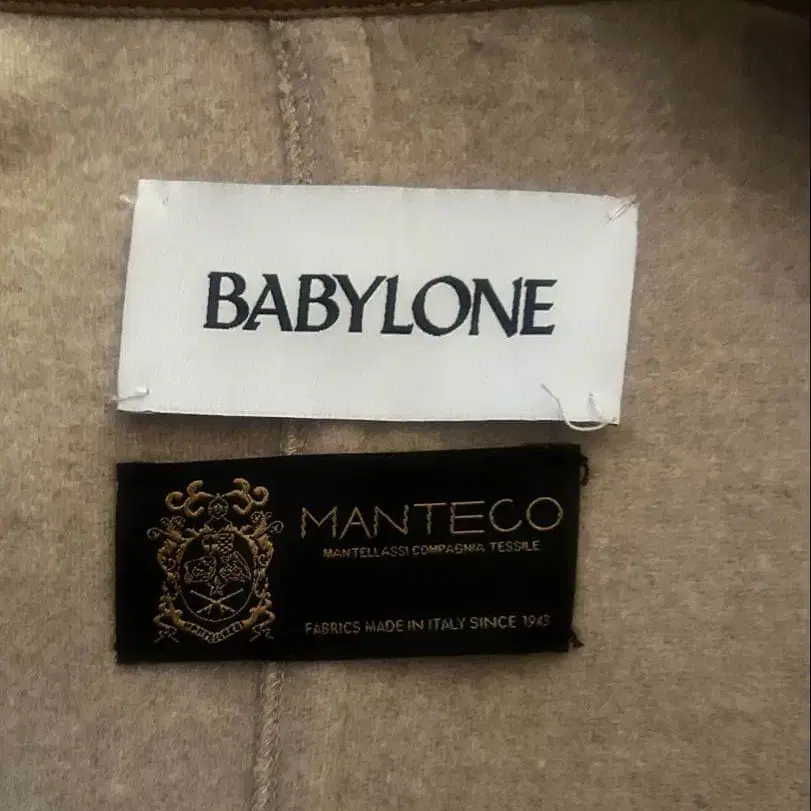 BABYLONE
MANTECO
MANTELLASSI COMPAGNIA TESSILE
FABRICS MADE IN ITALY SINCE 1943